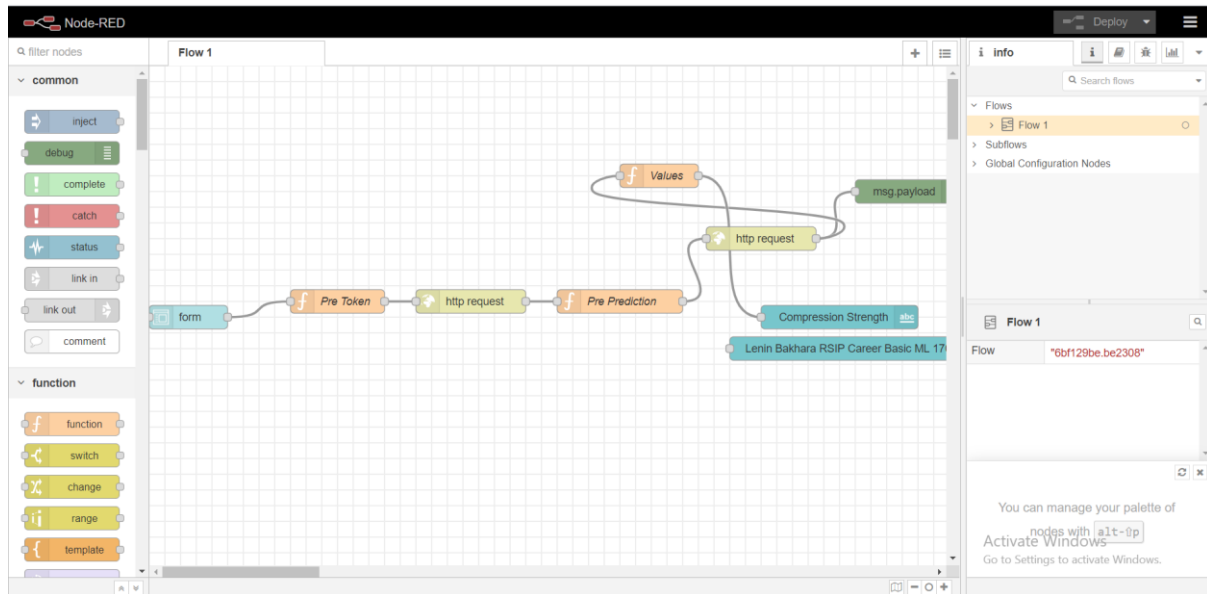 Node-RED
Deploy
filter nodes
Flow 1
i info
i
Search flows
common
inject
debug
complete
catch
status
link in
link out
comment
function
f function
switch
change
range
{ template
f Values
msg.payload
http request
form
f Pre Token
http request
f Pre Prediction
Compression Strength abc
Lenin Bakhara RSIP Career Basic ML 17
Flows
Flow 1
Subflows
Global Configuration Nodes
Flow 1
Flow "6bf129be.be2308"
You can manage your palette of
nodes with alt-⇧p
Activate Windows
Go to Settings to activate Windows.